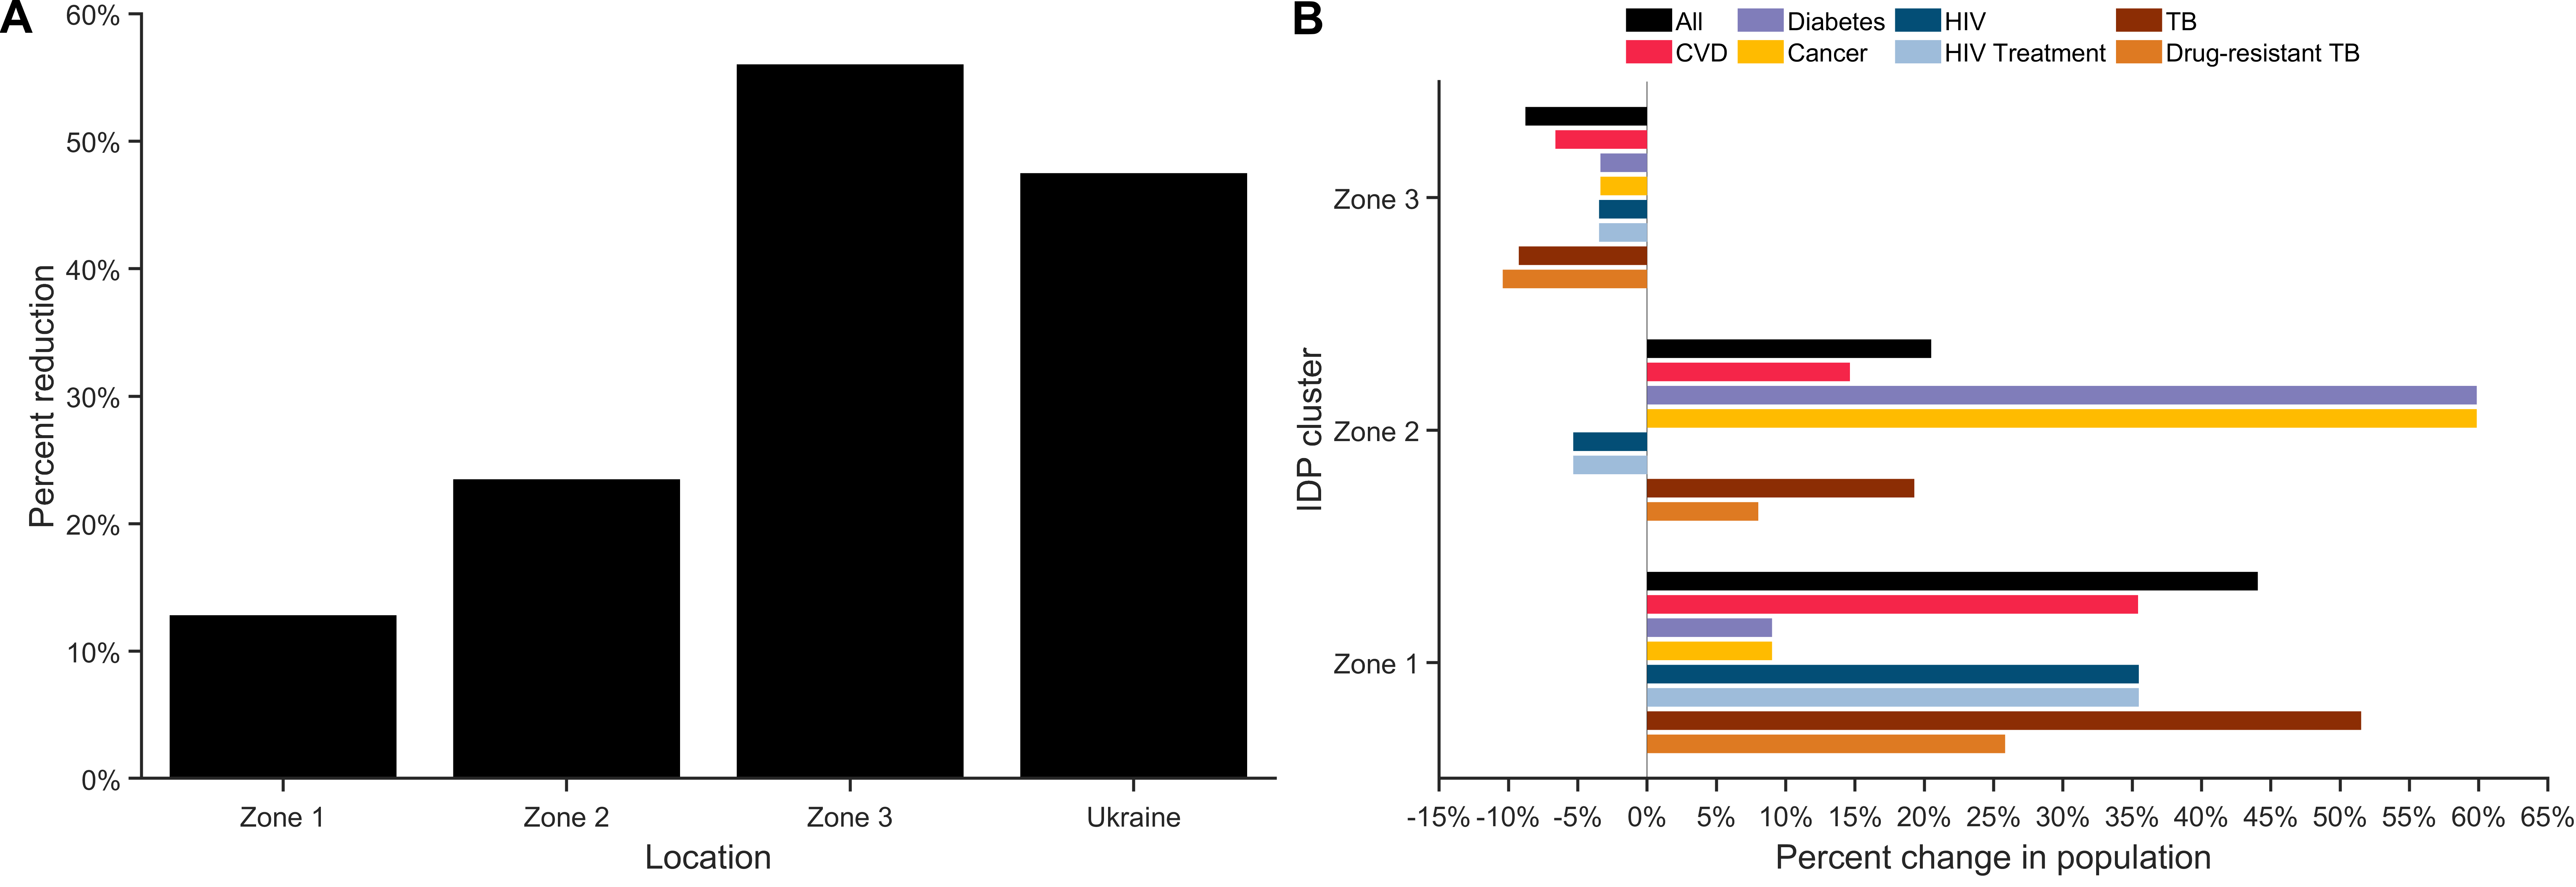 A
60%
50%
40%
30%
20%
10%
0%
Percent reduction
Zone 1 Zone 2 Zone 3 Ukraine
Location
B
All Diabetes HIV TB
CVD Cancer HIV Treatment Drug-resistant TB
Zone 3
Zone 2
Zone 1
IDP cluster
-15% -10% -5% 0% 5% 10% 15% 20% 25% 30% 35% 40% 45% 50% 55% 60% 65%
Percent change in population